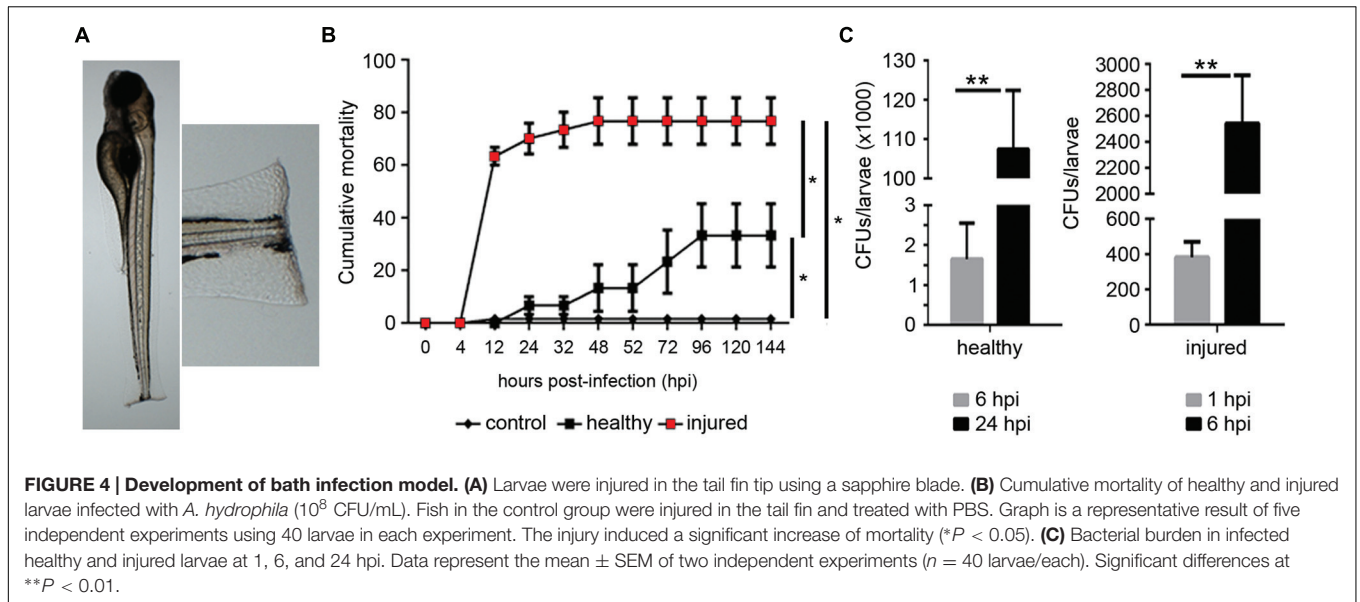 A
B
C
Cumulative mortality
100
80
60
40
20
0
0 4 12 24 32 48 52 72 96 120 144
hours post-infection (hpi)
control healthy injured
*
*
*
CFUs/larvae (x1000)
130
120
110
100
3
2
1
0
**
healthy
6 hpi
24 hpi
CFUs/larvae
3000
2800
2600
2400
2200
2000
600
400
200
0
**
injured
1 hpi
6 hpi
FIGURE 4 | Development of bath infection model. (A) Larvae were injured in the tail fin tip using a sapphire blade. (B) Cumulative mortality of healthy and injured
larvae infected with A. hydrophila (10⁸ CFU/mL). Fish in the control group were injured in the tail fin and treated with PBS. Graph is a representative result of five
independent experiments using 40 larvae in each experiment. The injury induced a significant increase of mortality (*P < 0.05). (C) Bacterial burden in infected
healthy and injured larvae at 1, 6, and 24 hpi. Data represent the mean ± SEM of two independent experiments (n = 40 larvae/each). Significant differences at
**P < 0.01.